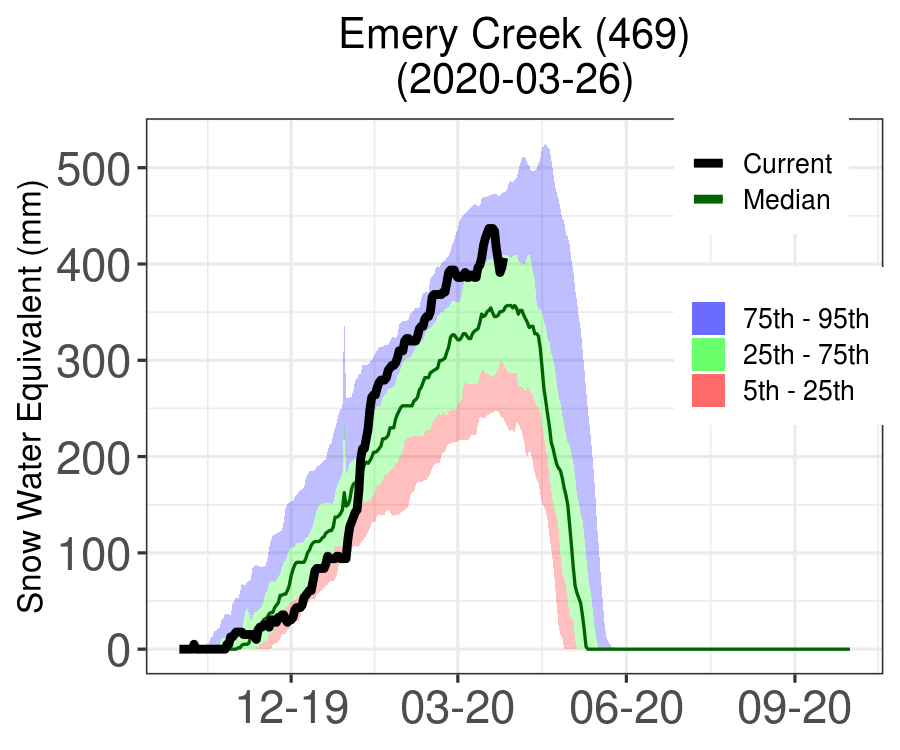 Emery Creek (469)
(2020-03-26)
Snow Water Equivalent (mm)
500
400
300
200
100
0
12-19
03-20
06-20
09-20
Current
Median
75th - 95th
25th - 75th
5th - 25th